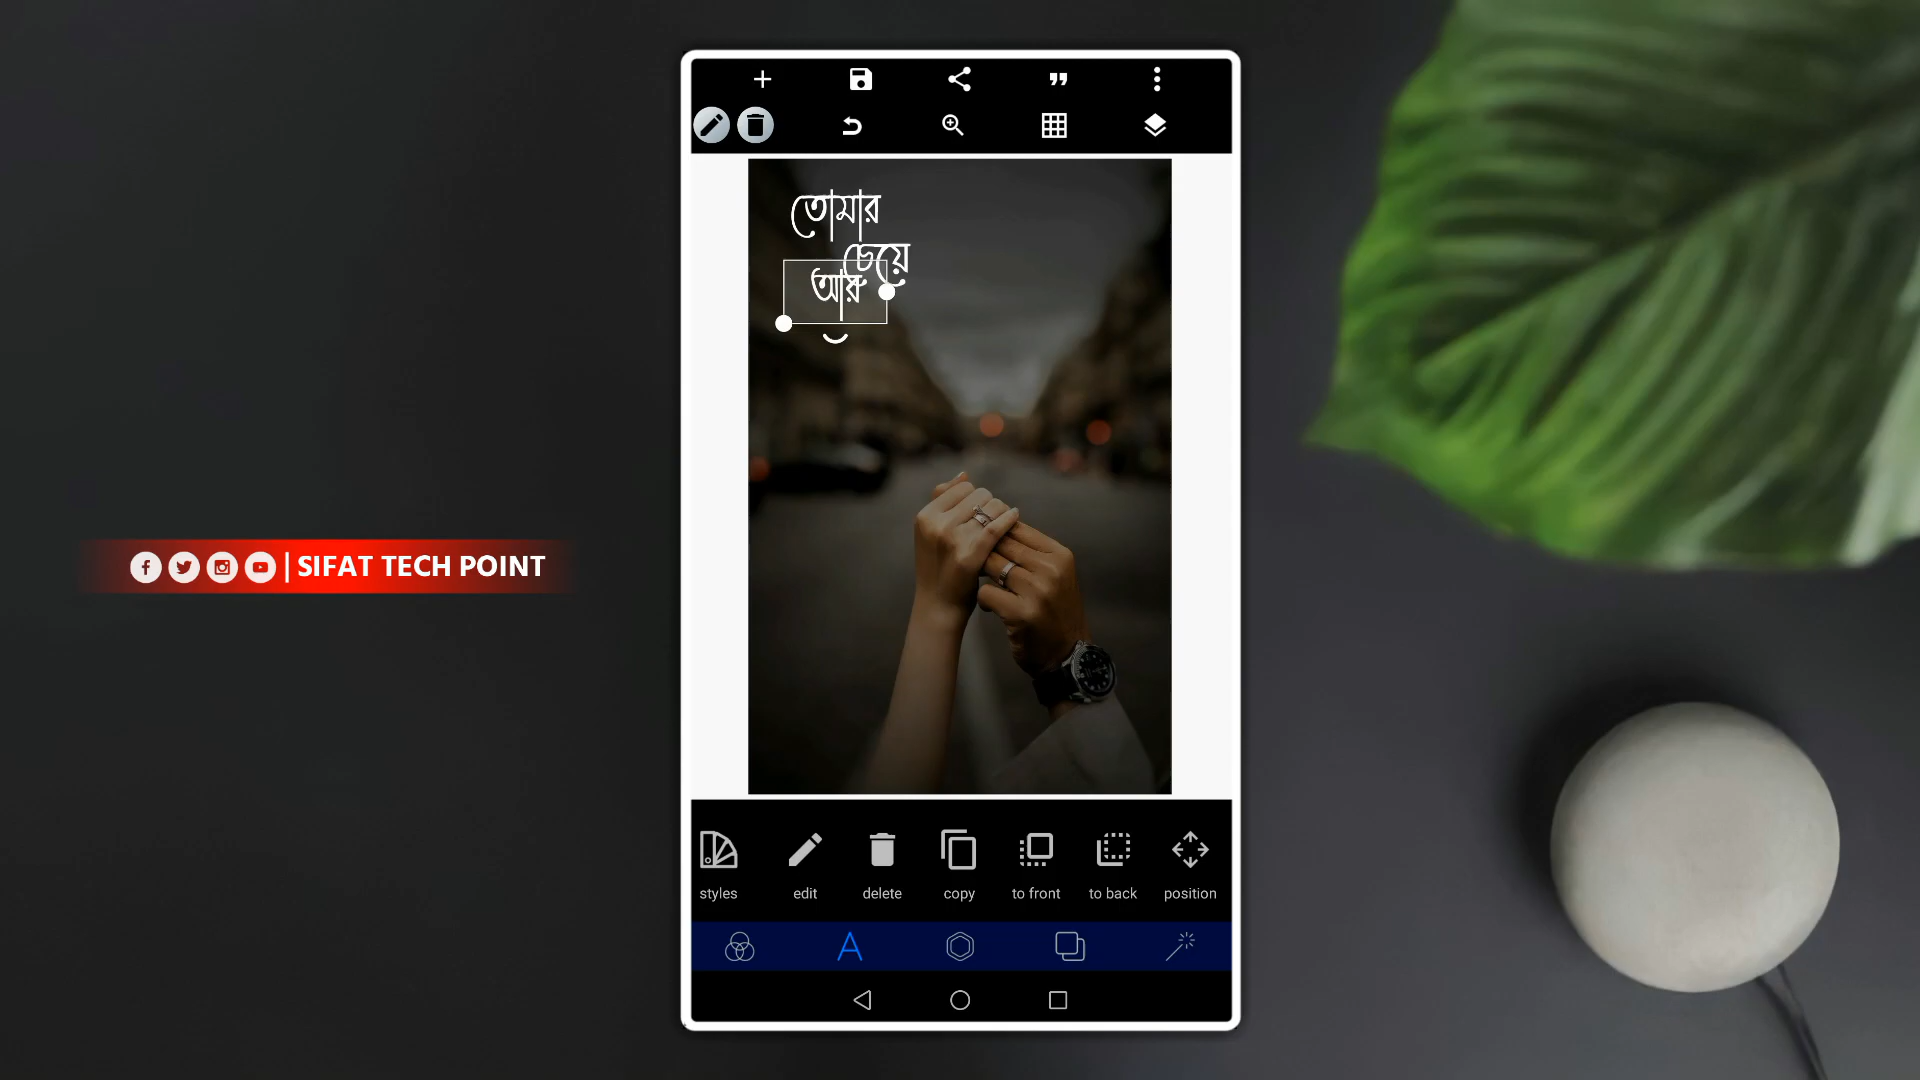 তোমার
চেয়ে
আর
| SIFAT TECH POINT
styles
edit
delete
copy
to front
to back
position